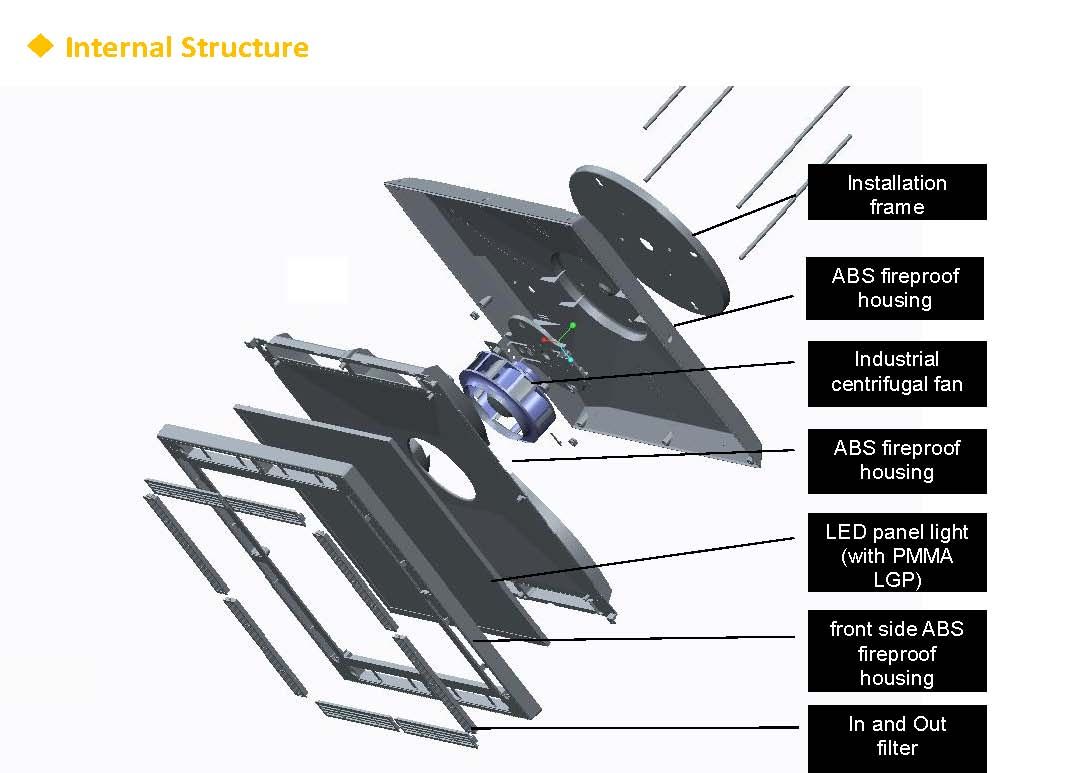 Internal Structure
Installation
frame
ABS fireproof
housing
Industrial
centrifugal fan
ABS fireproof
housing
LED panel light
(with PMMA
LGP)
front side ABS
fireproof
housing
In and Out
filter